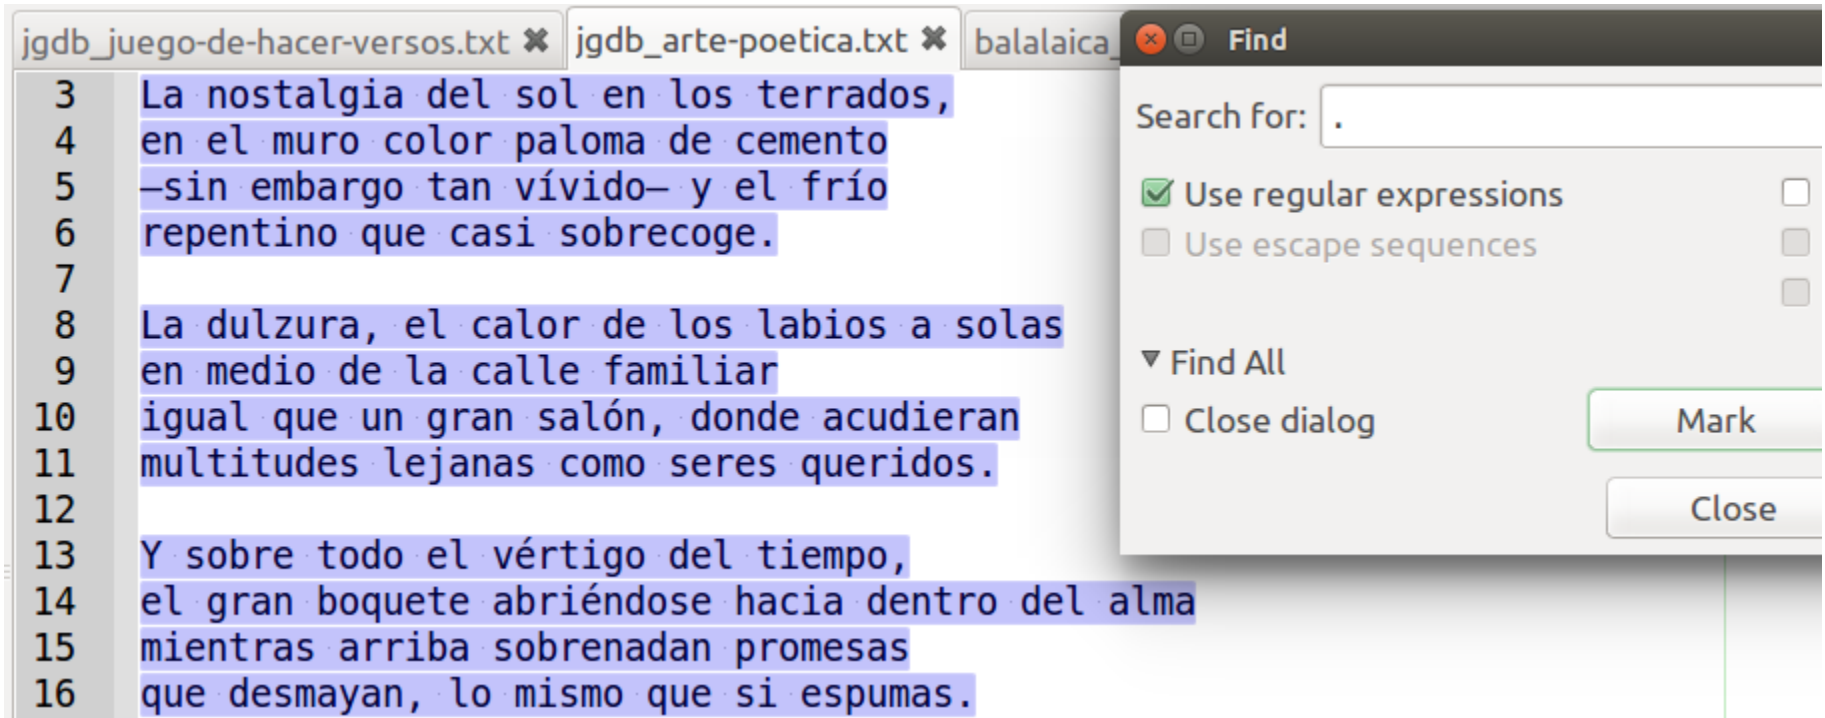 jgdb_juego-de-hacer-versos.txt jgdb_arte-poetica.txt balalaica_
3 La nostalgia del sol en los terrados,
4 en el muro color paloma de cemento
5 —sin embargo tan vívido— y el frío
6 repentino que casi sobrecoge.
7
8 La dulzura, el calor de los labios a solas
9 en medio de la calle familiar
10 igual que un gran salón, donde acudieran
11 multitudes lejanas como seres queridos.
12
13 Y sobre todo el vértigo del tiempo,
14 el gran boquete abriéndose hacia dentro del alma
15 mientras arriba sobrenadan promesas
16 que desmayan, lo mismo que si espumas.
Find
Search for: .
Use regular expressions
Use escape sequences
Find All
Close dialog
Mark
Close